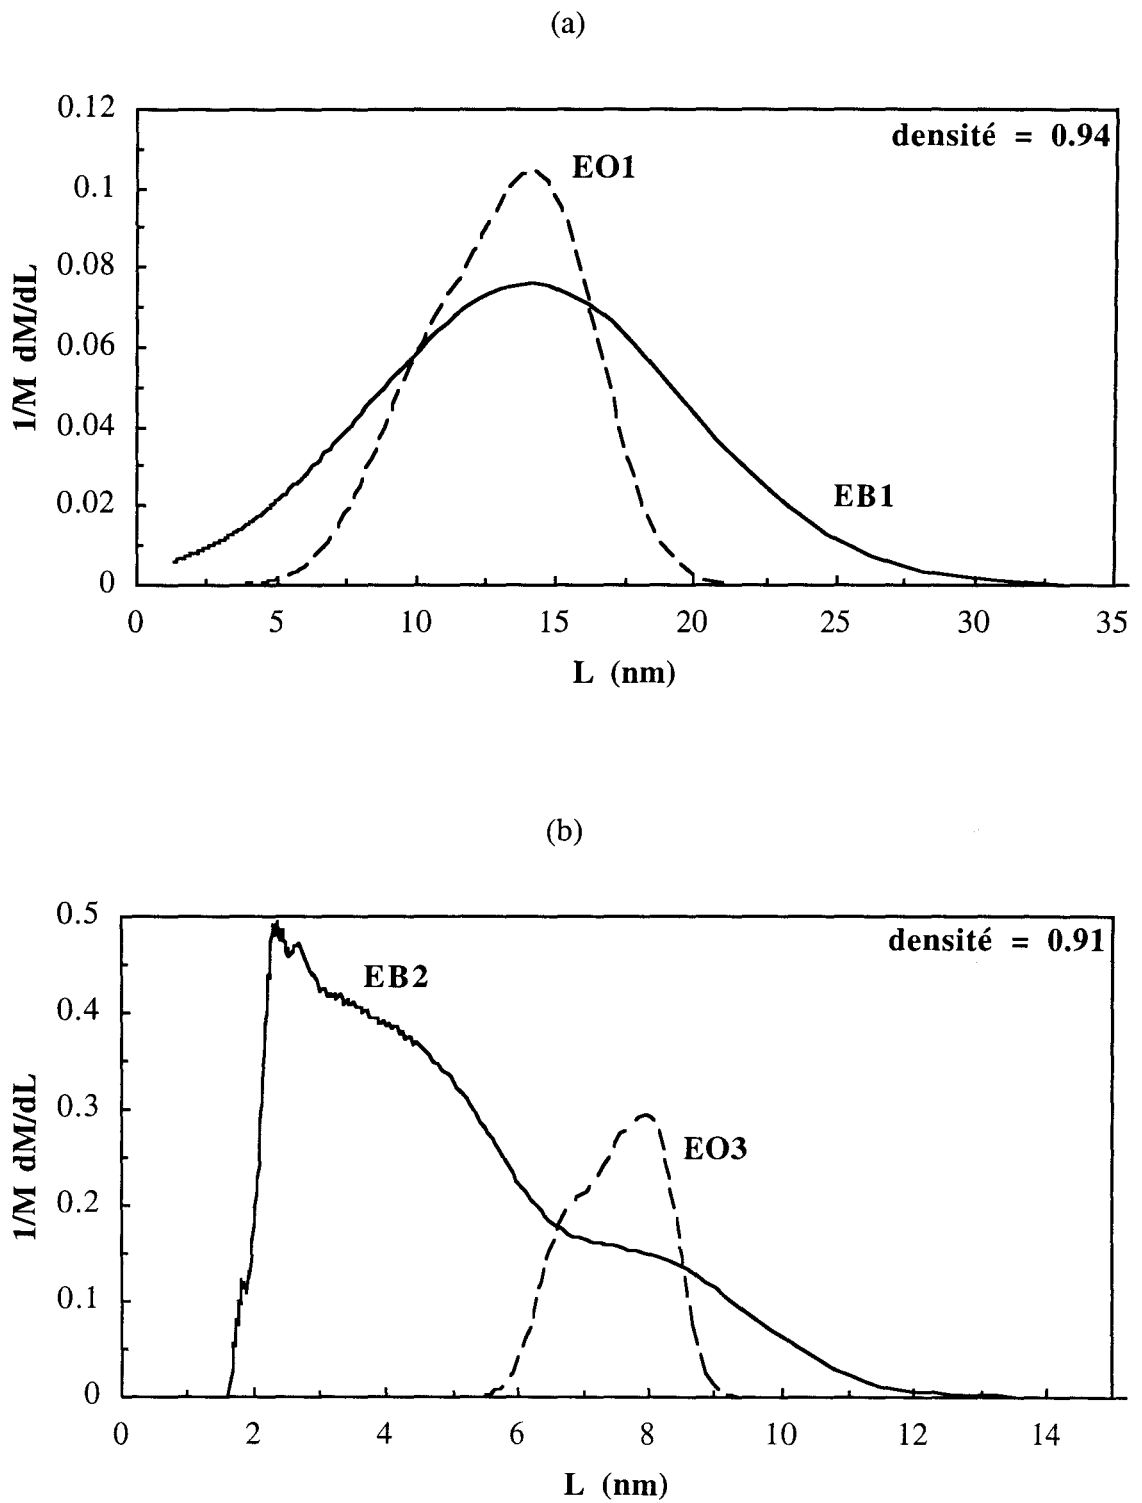 (a)
0.12
densité = 0.94
EO1
0.1
0.08
1/M dM/dL
0.06
0.04
EB1
0.02
0
0 5 10 15 20 25 30 35
L (nm)
(b)
0.5
densité = 0.91
EB2
0.4
0.3
1/M dM/dL
EO3
0.2
0.1
0
0 2 4 6 8 10 12 14
L (nm)